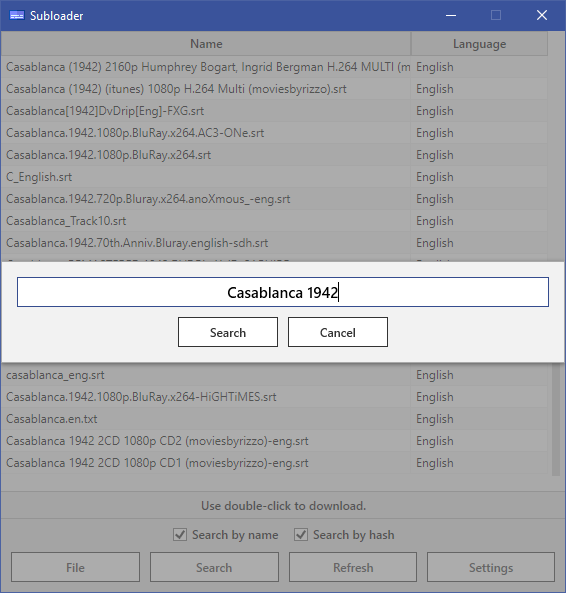 Subloader
Name Language
Casablanca (1942) 2160p Humphrey Bogart, Ingrid Bergman H.264 MULTI (m English
Casablanca (1942) (itunes) 1080p H.264 Multi (moviesbyrizzo).srt English
Casablanca[1942]DvDrip[Eng]-FXG.srt English
Casablanca.1942.1080p.BluRay.x264.AC3-ONe.srt English
Casablanca.1942.1080p.BluRay.x264.srt English
C_English.srt English
Casablanca.1942.720p.Bluray.x264.anoXmous_-eng.srt English
Casablanca_Track10.srt English
Casablanca.1942.70th.Anniv.Bluray.english-sdh.srt English
Casablanca 1942
Search Cancel
casablanca_eng.srt English
Casablanca.1942.1080p.BluRay.x264-HiGHTiMES.srt English
Casablanca.en.txt English
Casablanca 1942 2CD 1080p CD2 (moviesbyrizzo)-eng.srt English
Casablanca 1942 2CD 1080p CD1 (moviesbyrizzo)-eng.srt English
Use double-click to download.
Search by name Search by hash
File Search Refresh Settings